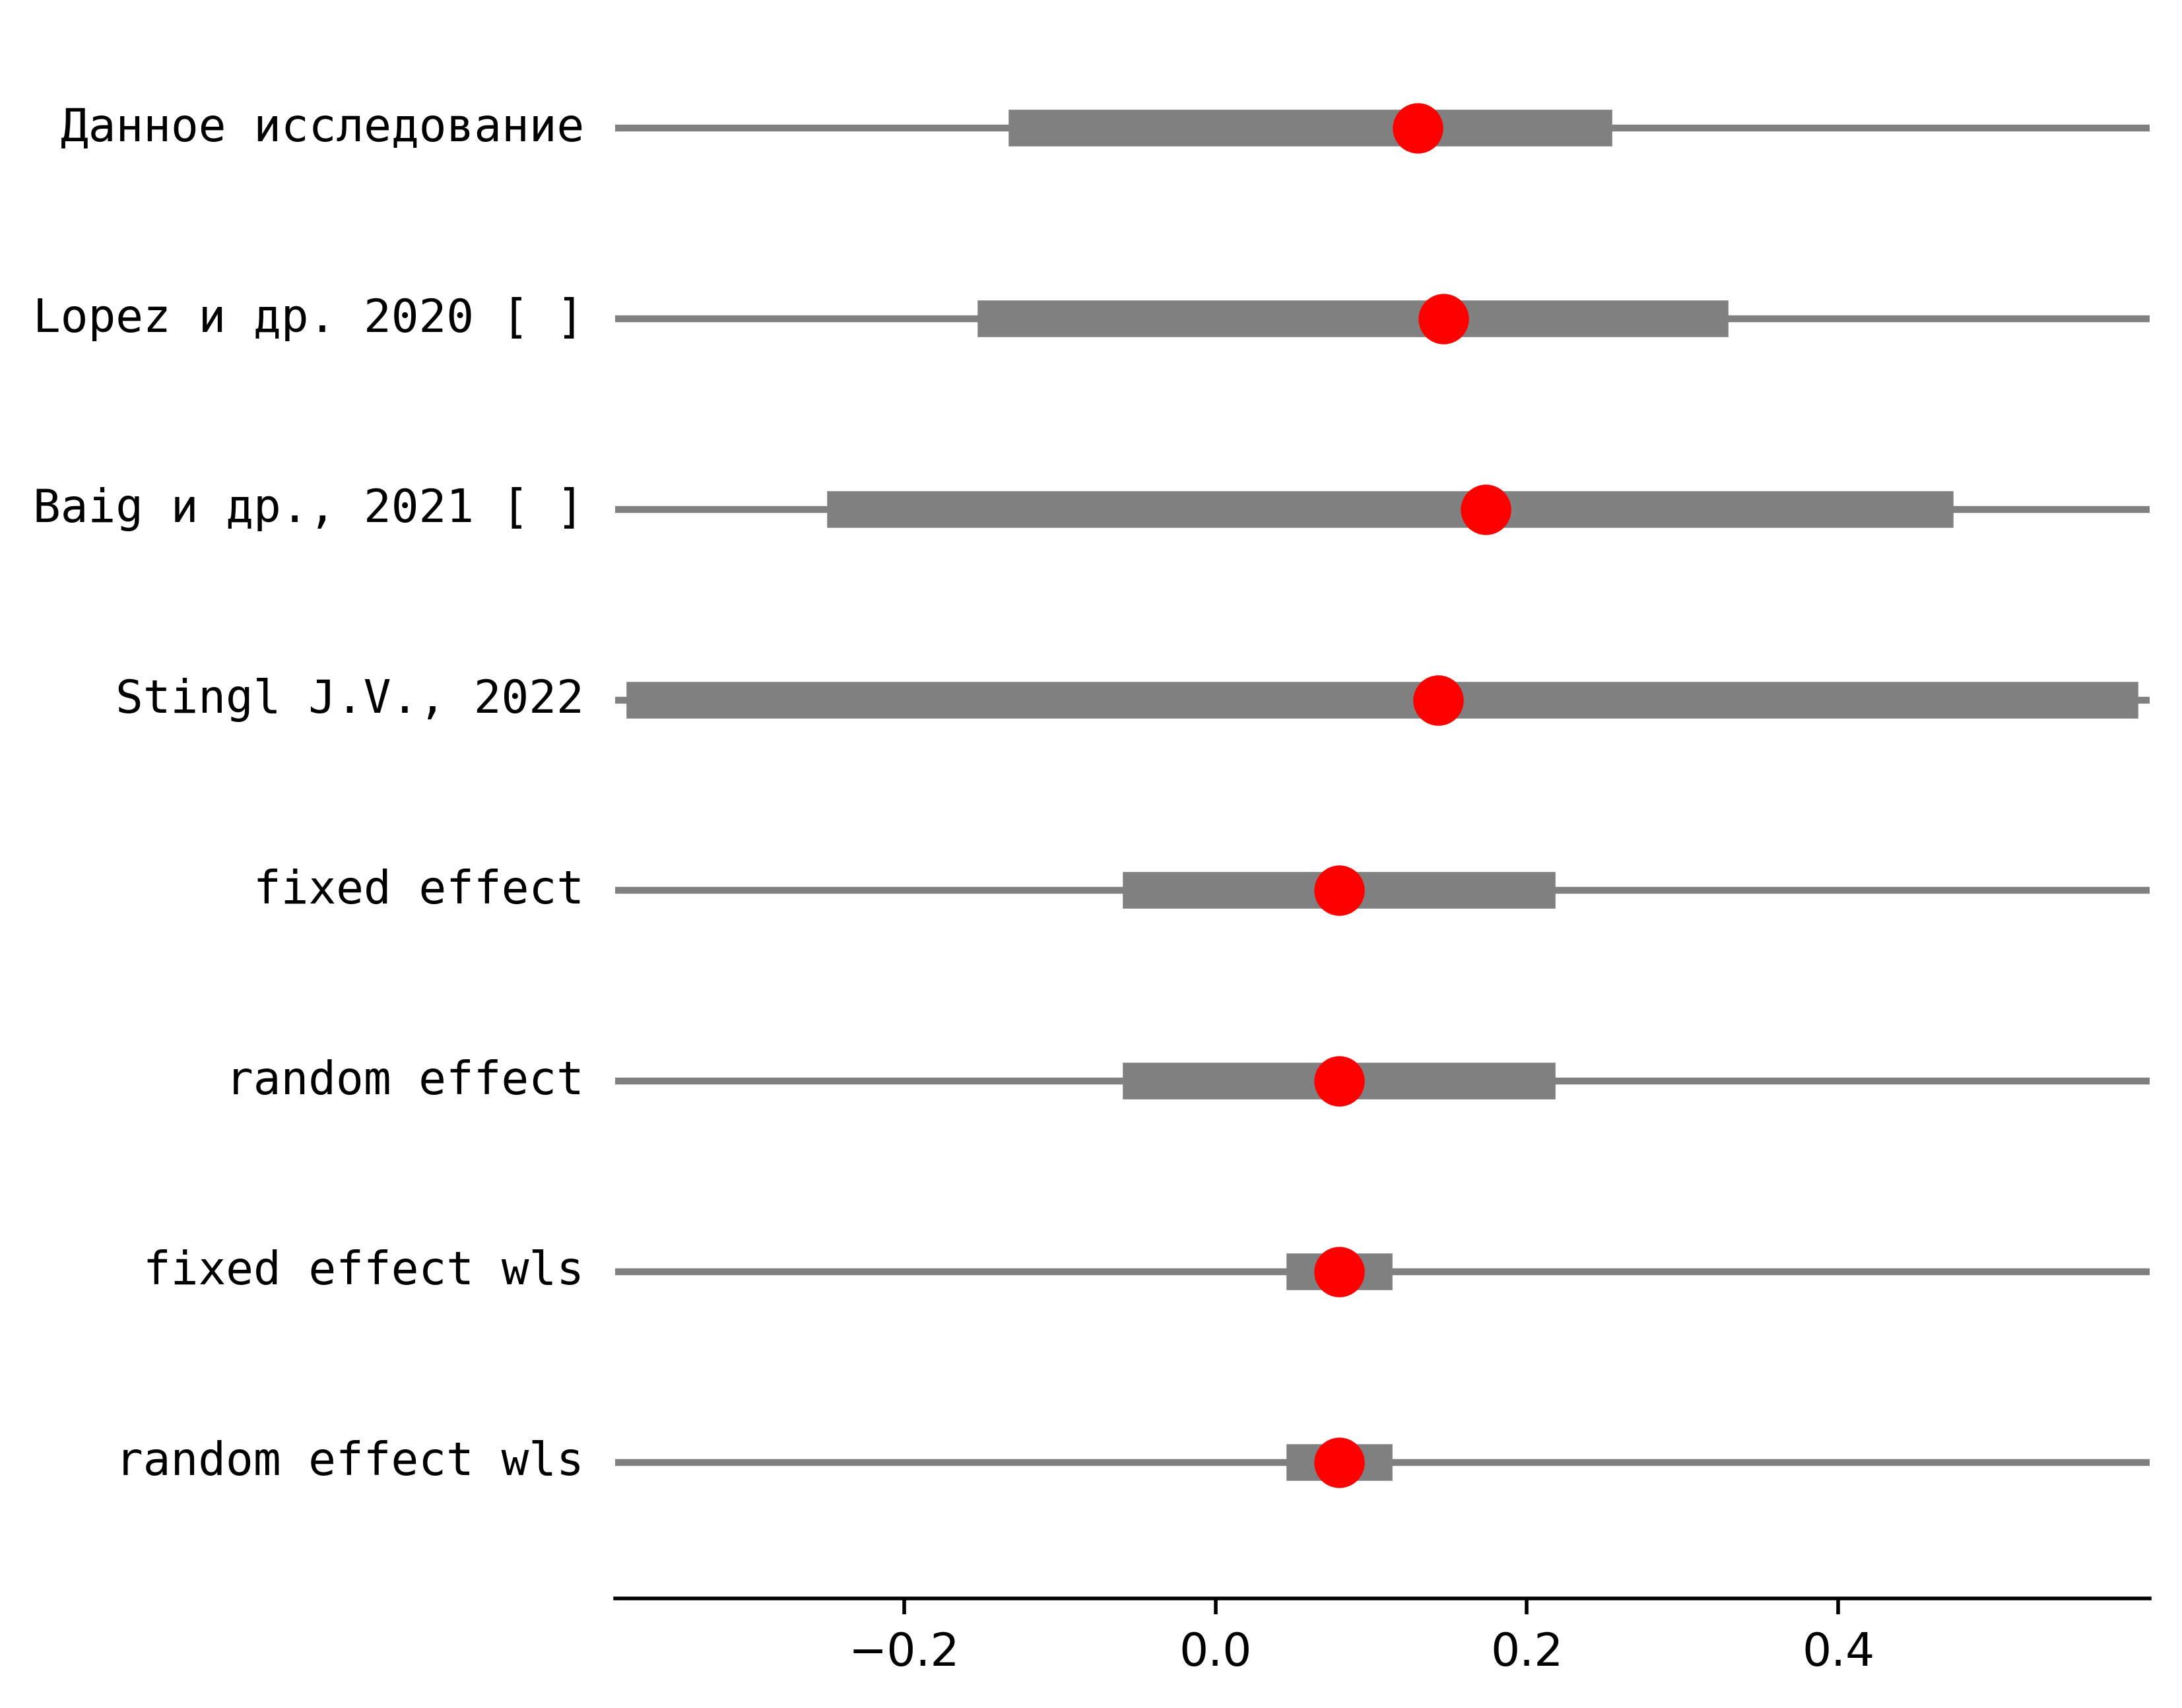 Данное исследование
Lopez и др. 2020 [ ]
Baig и др., 2021 [ ]
Stingl J.V., 2022
fixed effect
random effect
fixed effect wls
random effect wls
−0.2 0.0 0.2 0.4